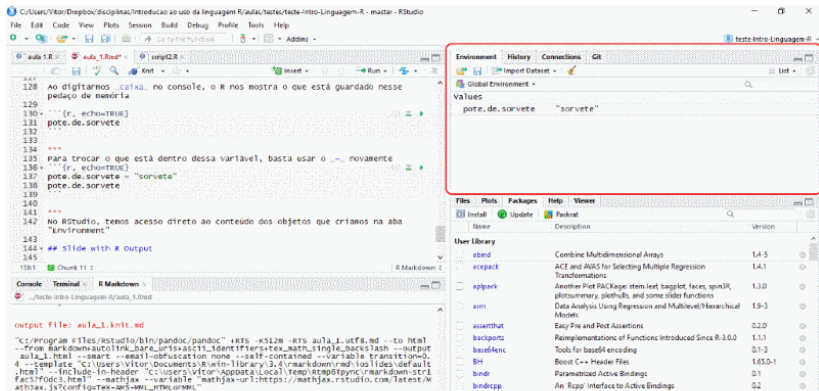 C:/Users/Vitor/Dropbox/disciplinas/Introducao ao uso da linguagem R/aulas/testes/teste-Intro-Linguagem-R - master - RStudio
File Edit Code View Plots Session Build Debug Profile Tools Help
Go to file/function Addins
teste-Intro-Linguagem-R
aula 1.R aula_1.Rmd* script2.R
Knit Insert Run
127
128 Ao digitarmos _caixa_ no console, o R nos mostra o que está guardado nesse
pedaço de memória
129
130 ```{r, echo=TRUE}
131 pote.de.sorvete
132 ```
133
134 ***
135 Para trocar o que está dentro dessa variável, basta usar o _=_ novamente
136 ```{r, echo=TRUE}
137 pote.de.sorvete = "sorvete"
138 pote.de.sorvete
139 ```
140
141 ***
142 No RStudio, temos acesso direto ao conteúdo dos objetos que criamos na aba
"Environment"
143
144 ## Slide with R Output
145
158:1 Chunk 11 R Markdown
Console Terminal R Markdown
.../teste-Intro-Linguagem-R/aula_1.Rmd
output file: aula_1.knit.md
"C:/Program Files/RStudio/bin/pandoc/pandoc" +RTS -K512m -RTS aula_1.utf8.md --to html
--from markdown+autolink_bare_uris+ascii_identifiers+tex_math_single_backslash --output
aula_1.html --smart --email-obfuscation none --self-contained --variable transition=0.
4 --template "C:\Users\vitor\Documents\R\win-library\3.4\rmarkdown\rmd\ioslides\default
.html" --include-in-header "C:\Users\vitor\AppData\Local\Temp\
--mathjax --variable "mathjax-url:https://mathjax.rstudio.com/latest/M
athJax.js?config=TeX-AMS-MML_HTMLorMML"
Environment History Connections Git
Import Dataset List
Global Environment
Values
pote.de.sorvete "sorvete"
Files Plots Packages Help Viewer
Install Update Packrat
Name Description Version
User Library
abind Combine Multidimensional Arrays 1.4-5
acepack ACE and AVAS for Selecting Multiple Regression 1.4.1
Transformations
aplpack Another Plot PACKage: stem.leaf, bagplot, faces, spin3R, 1.3.0
plotsummary, plothulls, and some slider functions
arm Data Analysis Using Regression and Multilevel/Hierarchical 1.9-3
Models
assertthat Easy Pre and Post Assertions 0.2.0
backports Reimplementations of Functions Introduced Since R-3.0.0 1.1.1
base64enc Tools for base64 encoding 0.1-3
BH Boost C++ Header Files 1.65.0-1
bindr Parametrized Active Bindings 0.1
bindrcpp An 'Rcpp' Interface to Active Bindings 0.2